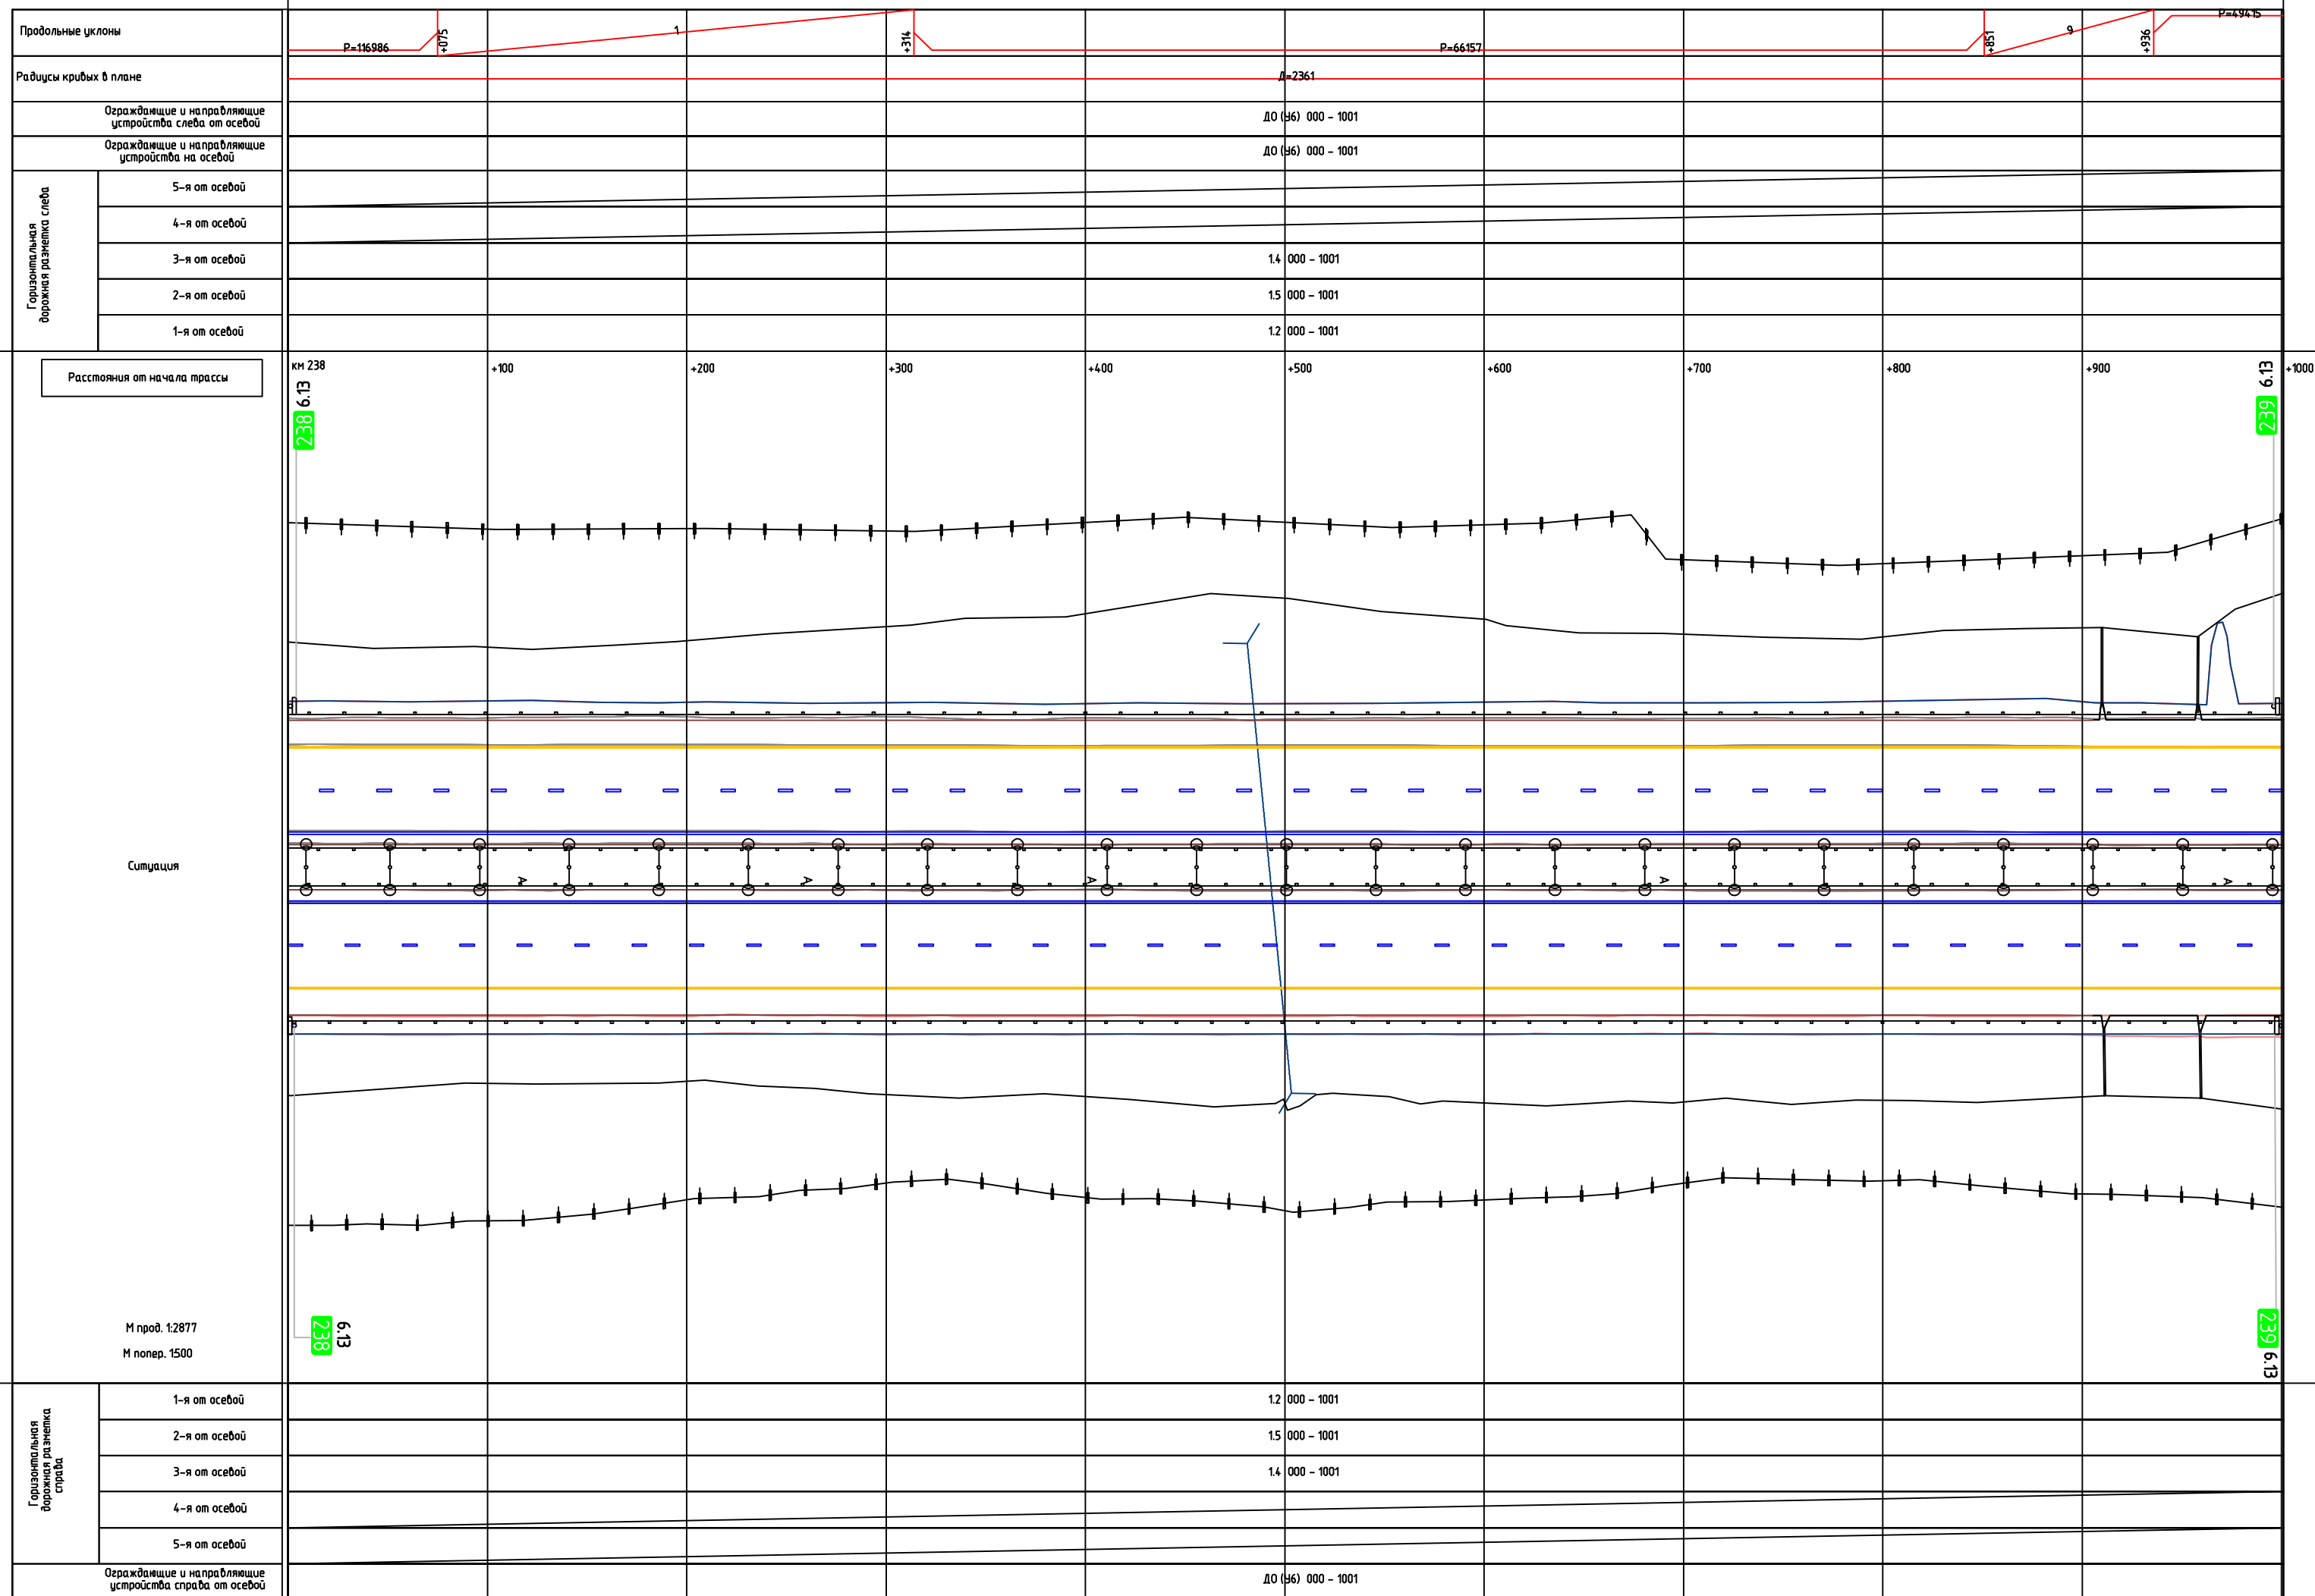 Продольные уклоны
Р=116986
+075
1
+314
Р=66157
+851
9
+936
Р=49415
Радиусы кривых в плане
Д=2361
Ограждающие и направляющие
устройства слева от осевой
ДО (У6) 000 - 1001
Ограждающие и направляющие
устройства на осевой
ДО (У6) 000 - 1001
Горизонтальная
дорожная разметка слева
5-я от осевой
4-я от осевой
3-я от осевой
1.4 000 - 1001
2-я от осевой
1.5 000 - 1001
1-я от осевой
1.2 000 - 1001
Расстояния от начала трассы
км 238
+100
+200
+300
+400
+500
+600
+700
+800
+900
+1000
238 6.13
239 6.13
Ситуация
А
А
А
А
А
М прод. 1:2877
М попер. 1:500
238 6.13
239 6.13
Горизонтальная
дорожная разметка
справа
1-я от осевой
1.2 000 - 1001
2-я от осевой
1.5 000 - 1001
3-я от осевой
1.4 000 - 1001
4-я от осевой
5-я от осевой
Ограждающие и направляющие
устройства справа от осевой
ДО (У6) 000 - 1001